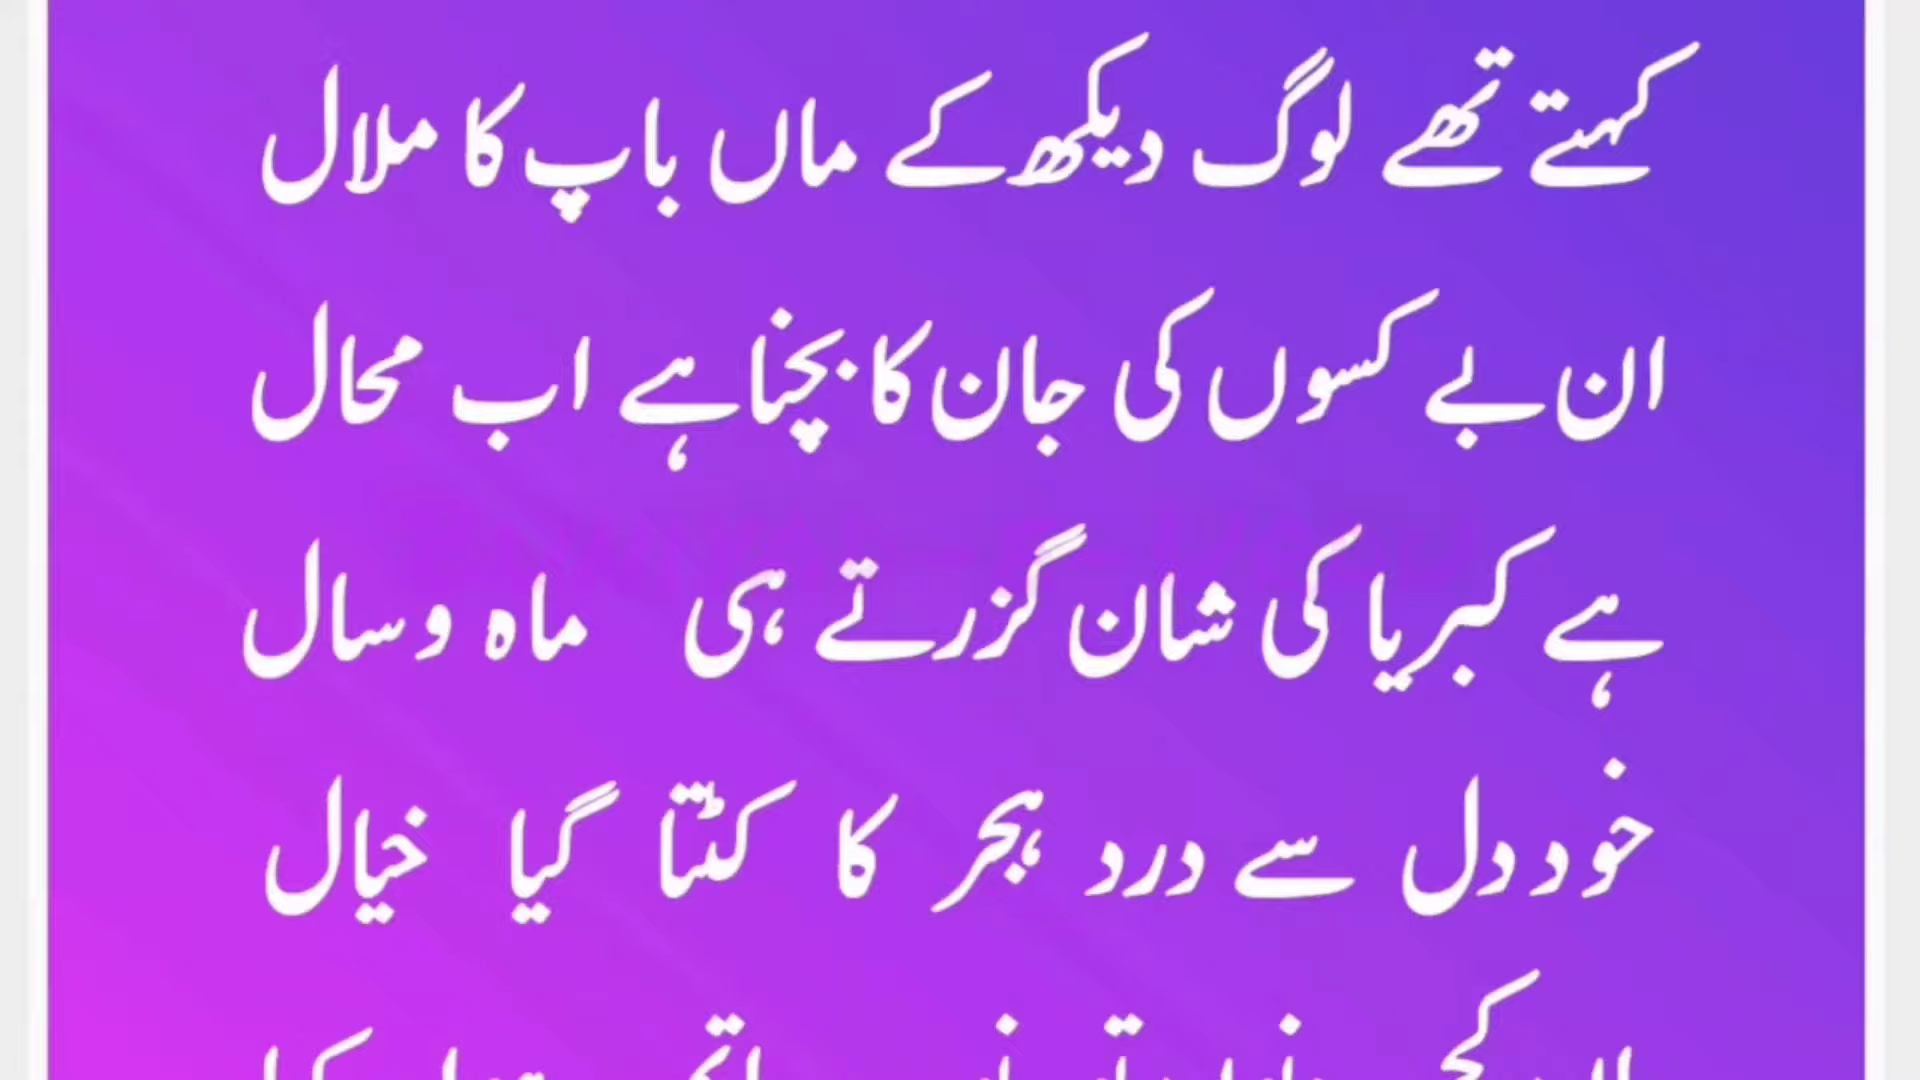 کہتے تھے لوگ دیکھ کے ماں باپ کا ملال
ان بے کسوں کی جان کا بچنا ہے اب محال
ہے کبریا کی شان گزرتے ہی ماہ و سال
خود دل سے درد ہجر کا کٹتا گیا خیال